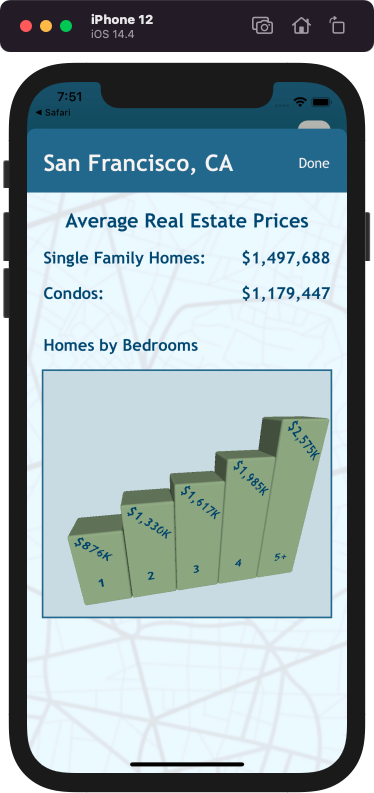 iPhone 12
iOS 14.4
7:51
◀ Safari
San Francisco, CA
Done
Average Real Estate Prices
Single Family Homes: $1,497,688
Condos: $1,179,447
Homes by Bedrooms
$876K
$1,330K
$1,617K
$1,985K
$2,575K
1
2
3
4
5+